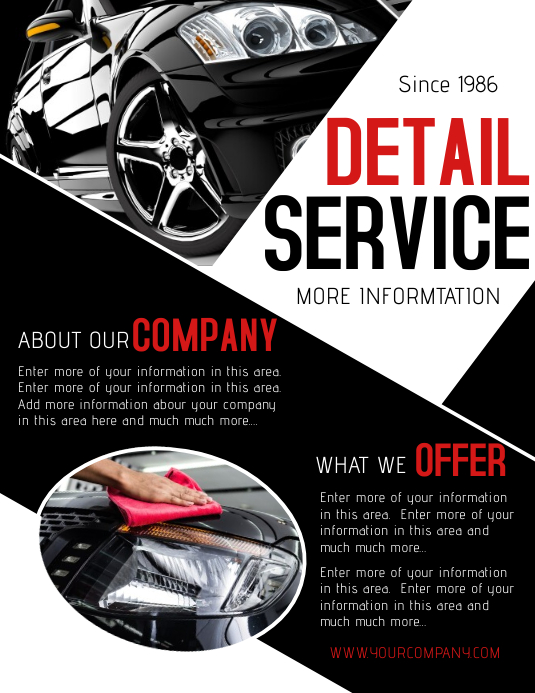 Since 1986
DETAIL
SERVICE
MORE INFORMTATION
ABOUT OUR COMPANY
Enter more of your information in this area.
Enter more of your information in this area.
Add more information abour your company
in this area here and much much more....
WHAT WE OFFER
Enter more of your information
in this area. Enter more of your
information in this area and
much much more...
Enter more of your information
in this area. Enter more of your
information in this area and
much much more...
WWW.YOURCOMPANY.COM